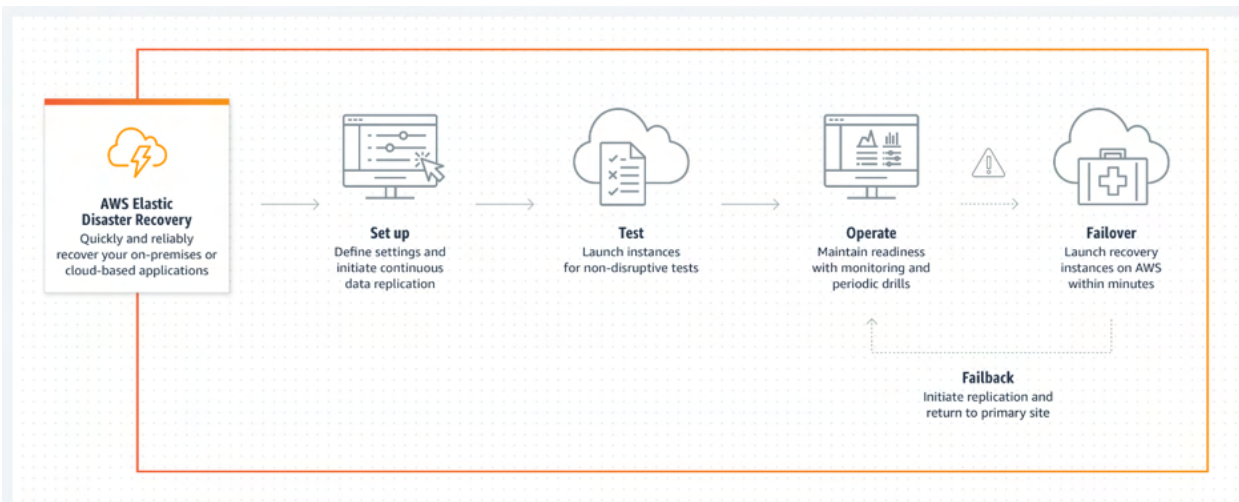 AWS Elastic
Disaster Recovery
Quickly and reliably
recover your on-premises or
cloud-based applications
Set up
Define settings and
initiate continuous
data replication
Test
Launch instances
for non-disruptive tests
Operate
Maintain readiness
with monitoring and
periodic drills
Failover
Launch recovery
instances on AWS
within minutes
Failback
Initiate replication and
return to primary site